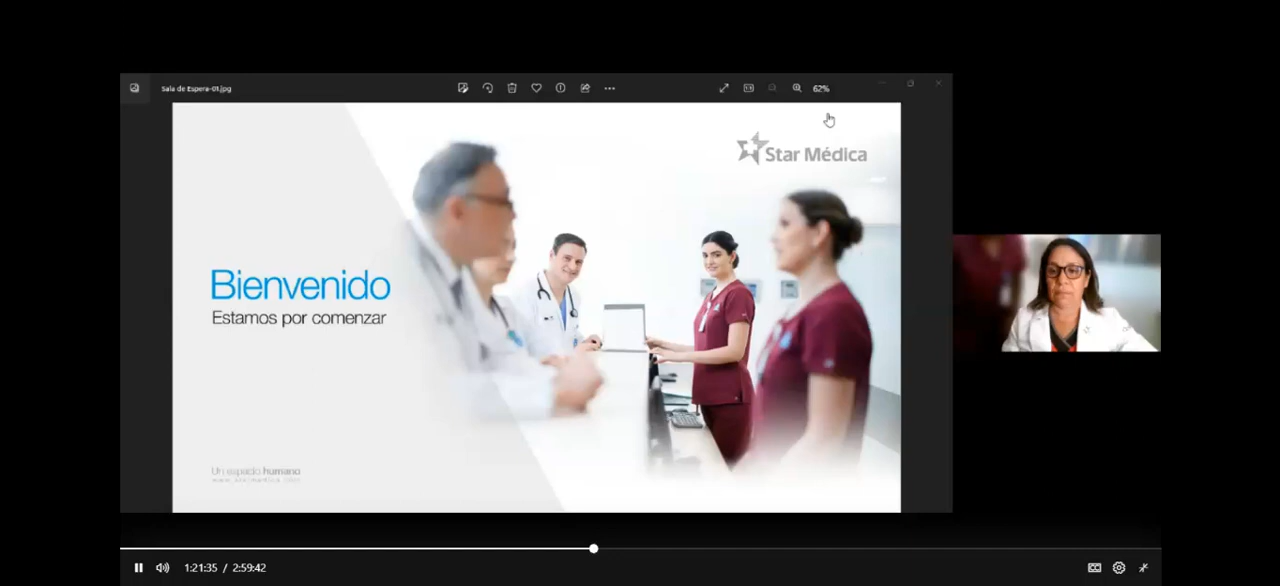 Sala de Espera-01.jpg
62%
Star Médica
Bienvenido
Estamos por comenzar
Un espacio humano
1:21:35 / 2:59:42